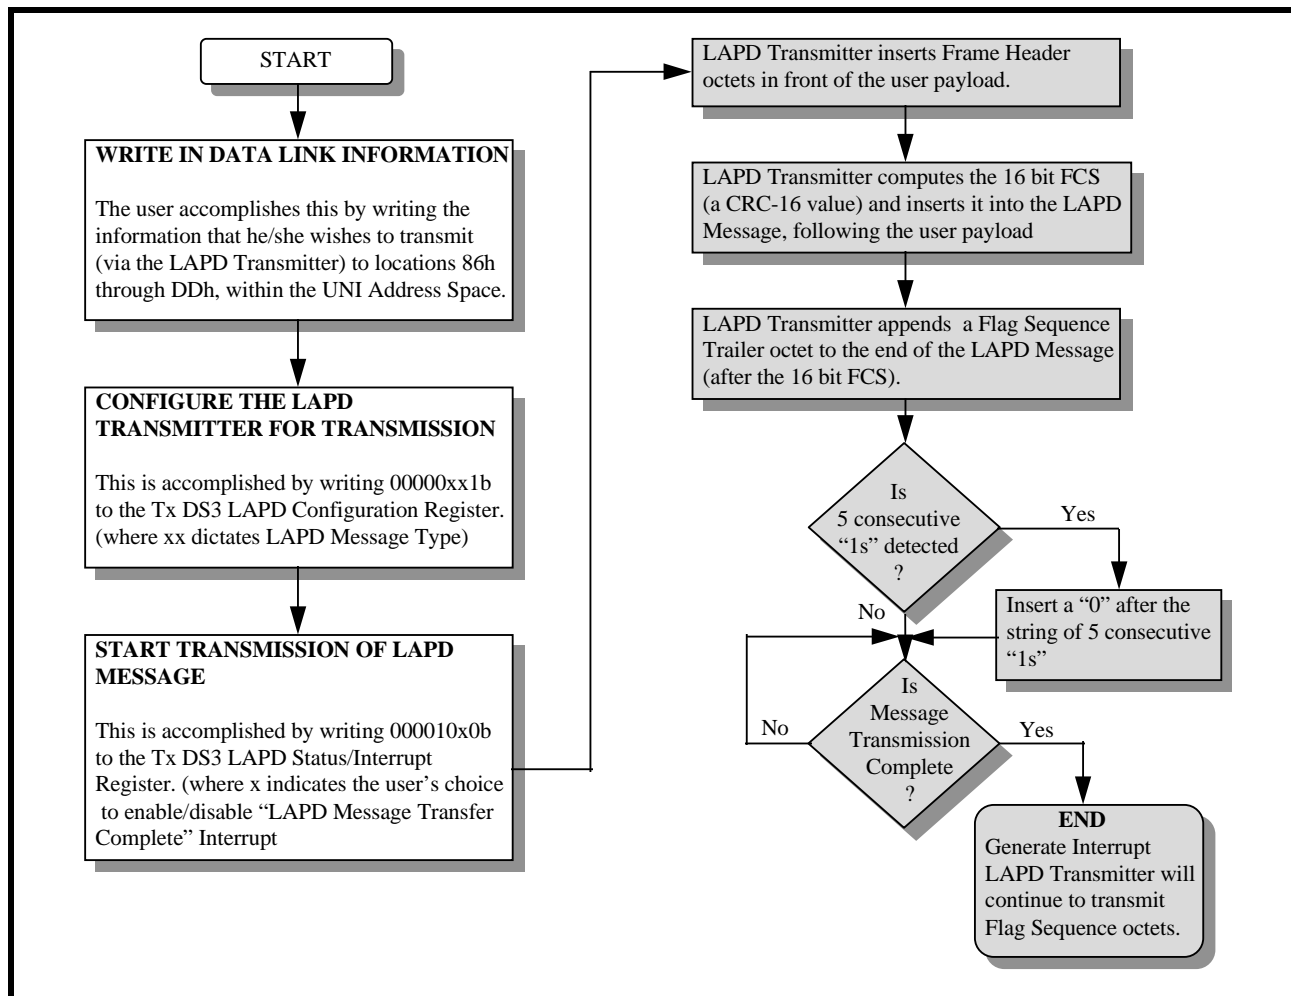 START
WRITE IN DATA LINK INFORMATION
The user accomplishes this by writing the
information that he/she wishes to transmit
(via the LAPD Transmitter) to locations 86h
through DDh, within the UNI Address Space.
CONFIGURE THE LAPD
TRANSMITTER FOR TRANSMISSION
This is accomplished by writing 00000xx1b
to the Tx DS3 LAPD Configuration Register.
(where xx dictates LAPD Message Type)
START TRANSMISSION OF LAPD
MESSAGE
This is accomplished by writing 000010x0b
to the Tx DS3 LAPD Status/Interrupt
Register. (where x indicates the user’s choice
to enable/disable “LAPD Message Transfer
Complete” Interrupt
LAPD Transmitter inserts Frame Header
octets in front of the user payload.
LAPD Transmitter computes the 16 bit FCS
(a CRC-16 value) and inserts it into the LAPD
Message, following the user payload
LAPD Transmitter appends a Flag Sequence
Trailer octet to the end of the LAPD Message
(after the 16 bit FCS).
Is
5 consecutive
“1s” detected
?
Yes
No
Insert a “0” after the
string of 5 consecutive
“1s”
Is
Message
Transmission
Complete
?
No
Yes
END
Generate Interrupt
LAPD Transmitter will
continue to transmit
Flag Sequence octets.